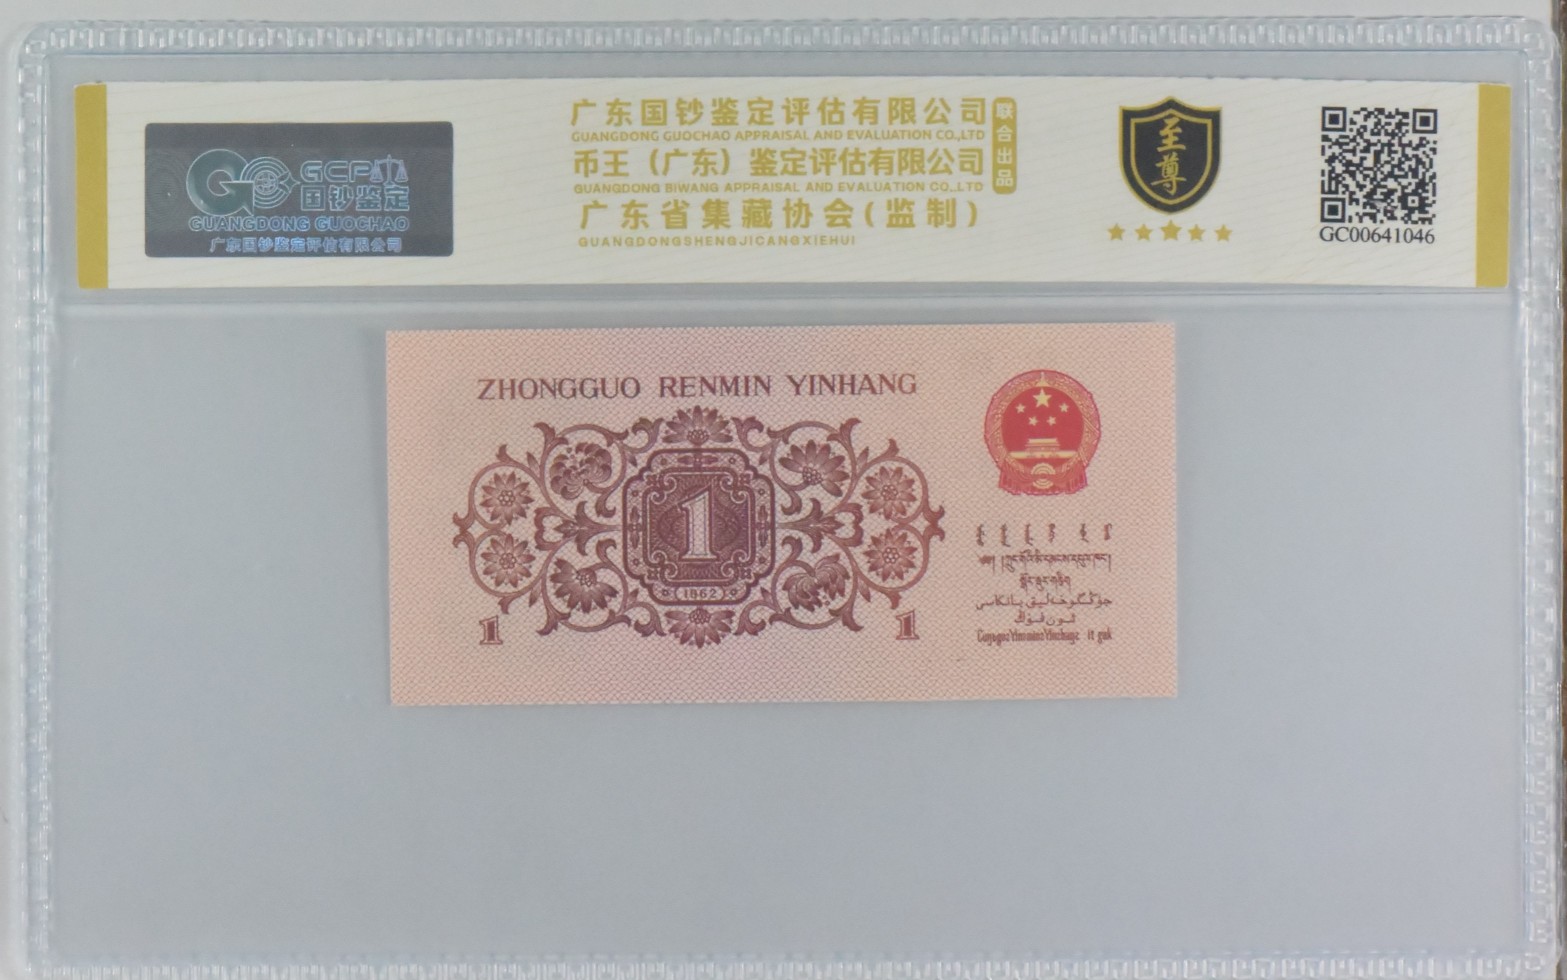 GCP
国钞鉴定
GUANGDONG GUOCHAO
广东国钞鉴定评估有限公司
广东国钞鉴定评估有限公司
GUANGDONG GUOCHAO APPRAISAL AND EVALUATION CO.,LTD
币王（广东）鉴定评估有限公司
GUANGDONG BIWANG APPRAISAL AND EVALUATION CO.,LTD
广东省集藏协会(监制)
GUANGDONGSHENGJICANGXIEHUI
联合出品
至尊
GC00641046
ZHONGGUO RENMIN YINHANG
1
1962
1
1